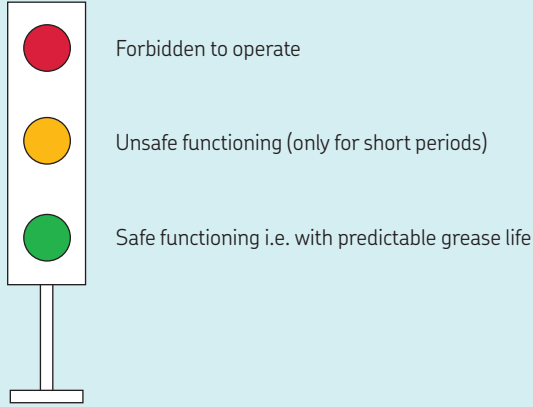 Forbidden to operate
Unsafe functioning (only for short periods)
Safe functioning i.e. with predictable grease life